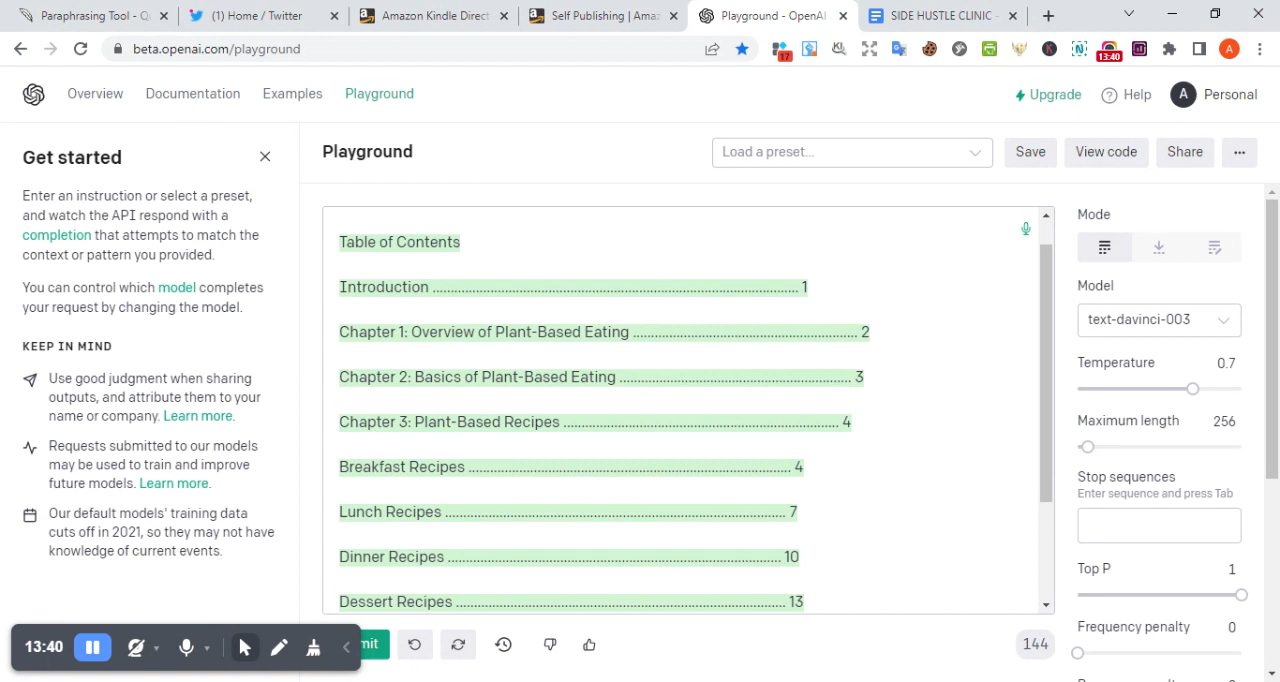 Paraphrasing Tool - Q
(1) Home / Twitter
Amazon Kindle Direct
Self Publishing | Amaz
Playground - OpenAI
SIDE HUSTLE CLINIC -
beta.openai.com/playground
17
13:40
A
Overview
Documentation
Examples
Playground
Upgrade
Help
A
Personal
Get started
Playground
Load a preset...
Save
View code
Share
Enter an instruction or select a preset,
and watch the API respond with a
completion that attempts to match the
context or pattern you provided.
You can control which model completes
your request by changing the model.
KEEP IN MIND
Use good judgment when sharing
outputs, and attribute them to your
name or company. Learn more.
Requests submitted to our models
may be used to train and improve
future models. Learn more.
Our default models' training data
cuts off in 2021, so they may not have
knowledge of current events.
Table of Contents
Introduction ........................................................................................ 1
Chapter 1: Overview of Plant-Based Eating ...................................................... 2
Chapter 2: Basics of Plant-Based Eating ........................................................ 3
Chapter 3: Plant-Based Recipes .................................................................. 4
Breakfast Recipes ............................................................................... 4
Lunch Recipes ................................................................................... 7
Dinner Recipes .................................................................................. 10
Dessert Recipes ................................................................................. 13
Mode
Model
text-davinci-003
Temperature 0.7
Maximum length 256
Stop sequences
Enter sequence and press Tab
Top P 1
Frequency penalty 0
13:40
mit
144